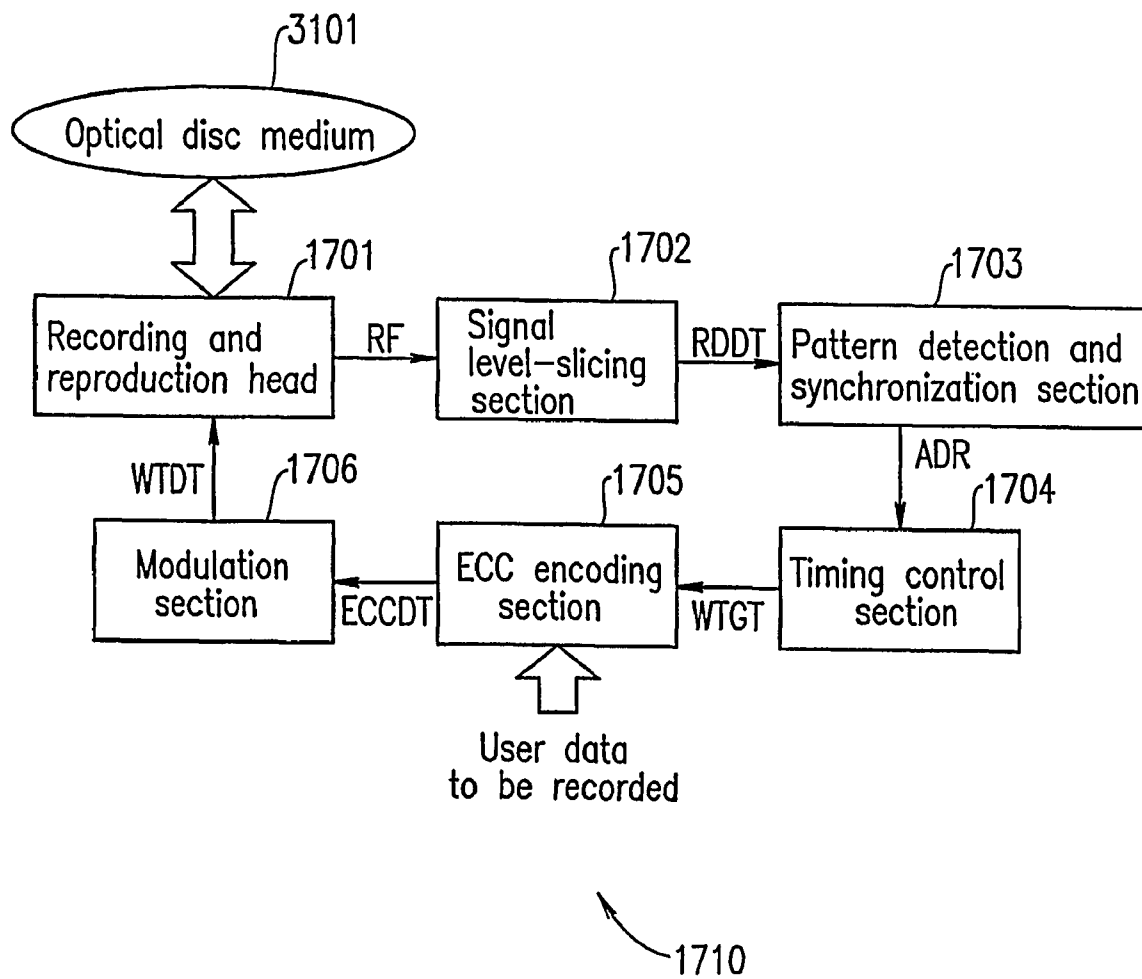 3101
Optical disc medium
1701
1702
1703
Recording and
reproduction head
RF
Signal
level-slicing
section
RDDT
Pattern detection and
synchronization section
WTDT
1706
1705
ADR
1704
Modulation
section
ECCDT
ECC encoding
section
WTGT
Timing control
section
User data
to be recorded
1710